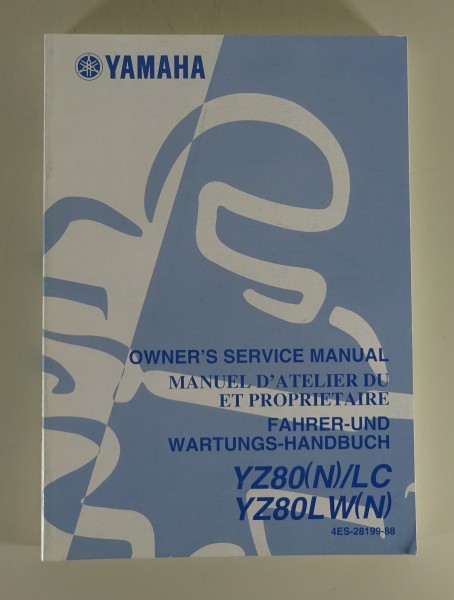 YAMAHA
OWNER'S SERVICE MANUAL
MANUEL D'ATELIER DU
ET PROPRIETAIRE
FAHRER-UND
WARTUNGS-HANDBUCH
YZ80(N)/LC
YZ80LW(N)
4ES-28199-88